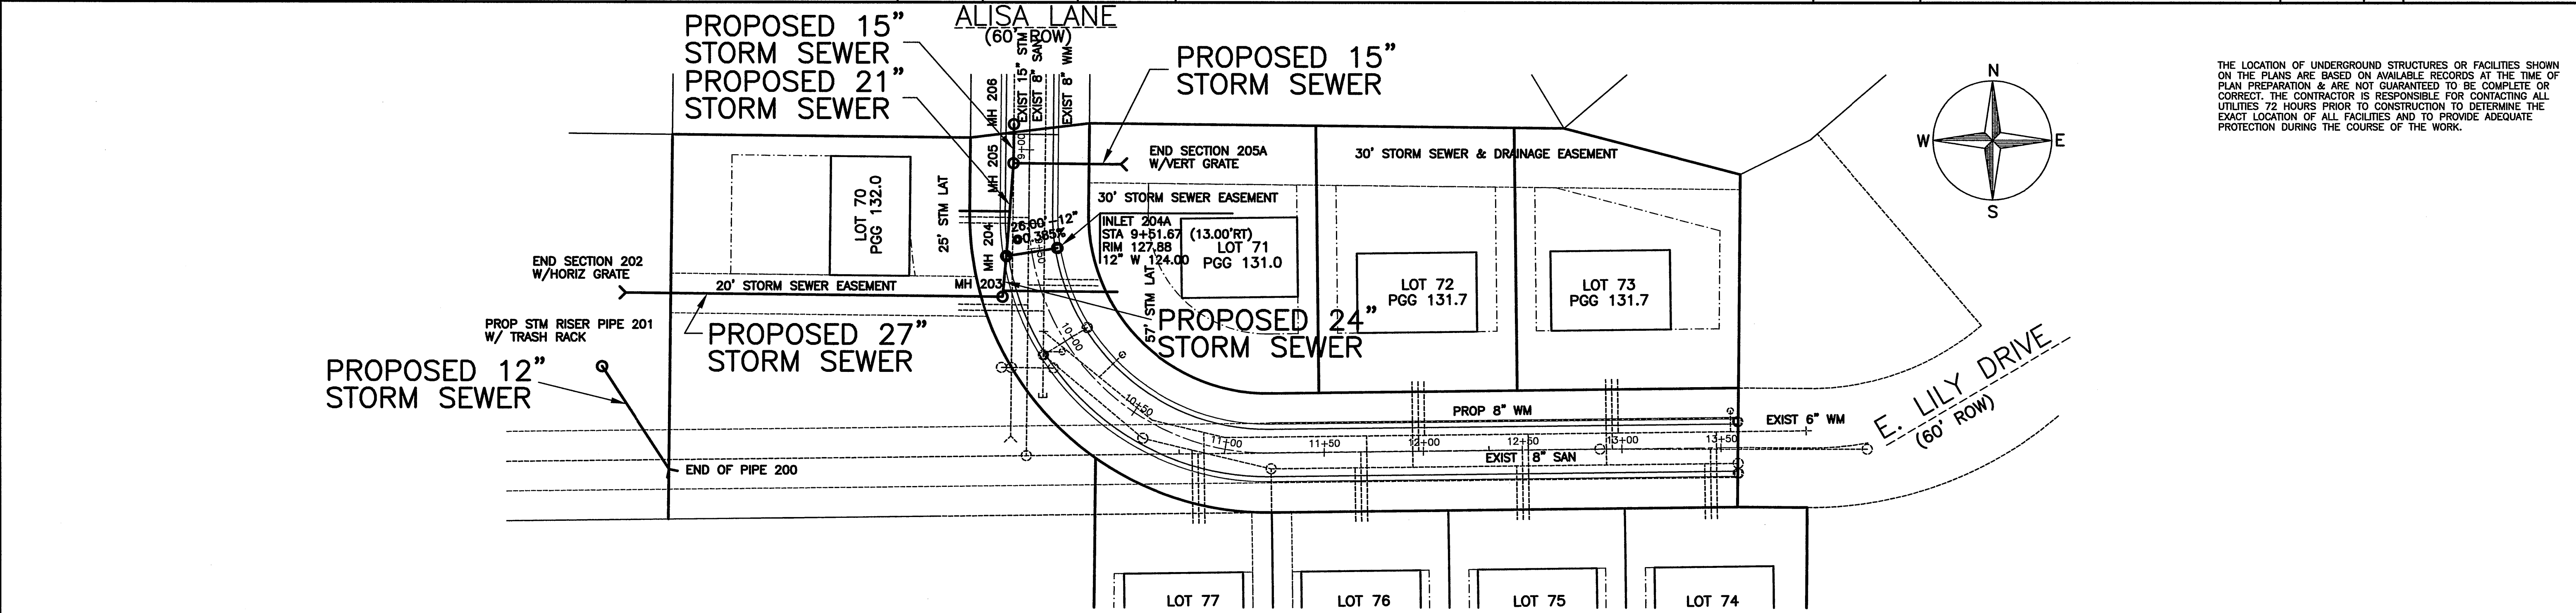 ALISA LANE
(60' ROW)
PROPOSED 15"
STORM SEWER
PROPOSED 21"
STORM SEWER
PROPOSED 15"
STORM SEWER
MH 206
EXIST 15" STM
EXIST 8" SAN
EXIST 8" WM
N
W
E
S
THE LOCATION OF UNDERGROUND STRUCTURES OR FACILITIES SHOWN
ON THE PLANS ARE BASED ON AVAILABLE RECORDS AT THE TIME OF
PLAN PREPARATION & ARE NOT GUARANTEED TO BE COMPLETE OR
CORRECT. THE CONTRACTOR IS RESPONSIBLE FOR CONTACTING ALL
UTILITIES 72 HOURS PRIOR TO CONSTRUCTION TO DETERMINE THE
EXACT LOCATION OF ALL FACILITIES AND TO PROVIDE ADEQUATE
PROTECTION DURING THE COURSE OF THE WORK.
MH 205
9+00
END SECTION 205A
W/VERT GRATE
30' STORM SEWER & DRAINAGE EASEMENT
LOT 70
PGG 132.0
25' STM LAT
30' STORM SEWER EASEMENT
MH 204
26.00'-12"
@0.385%
INLET 204A
STA 9+51.67 (13.00'RT)
RIM 127.88
12" W 124.00
LOT 71
PGG 131.0
LOT 72
PGG 131.7
LOT 73
PGG 131.7
END SECTION 202
W/HORIZ GRATE
20' STORM SEWER EASEMENT
MH 203
57' STM LAT
PROP STM RISER PIPE 201
W/ TRASH RACK
PROPOSED 27"
STORM SEWER
PROPOSED 24"
STORM SEWER
PROPOSED 12"
STORM SEWER
10+00
10+50
11+00
11+50
12+00
12+50
13+00
13+50
PROP 8" WM
EXIST 6" WM
E. LILY DRIVE
(60' ROW)
EXIST 8" SAN
END OF PIPE 200
LOT 77
LOT 76
LOT 75
LOT 74